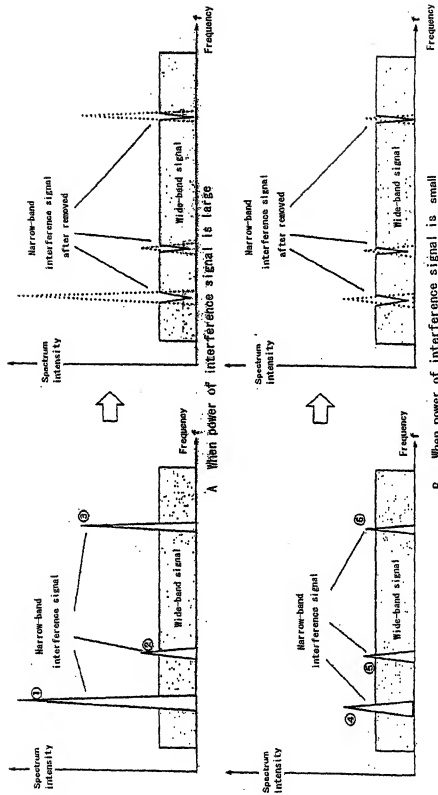 Spectrum
intensity
①
Narrow-band
interference signal
③
②
Wide-band signal
Frequency
f
Spectrum
intensity
Narrow-band
interference signal
after removed
Wide-band signal
f
Frequency
A When power of interference signal is large
Spectrum
intensity
Narrow-band
interference signal
④
⑤
⑥
Wide-band signal
Frequency
f
Spectrum
intensity
Narrow-band
interference signal
after removed
Wide-band signal
f
Frequency
B When power of interference signal is small